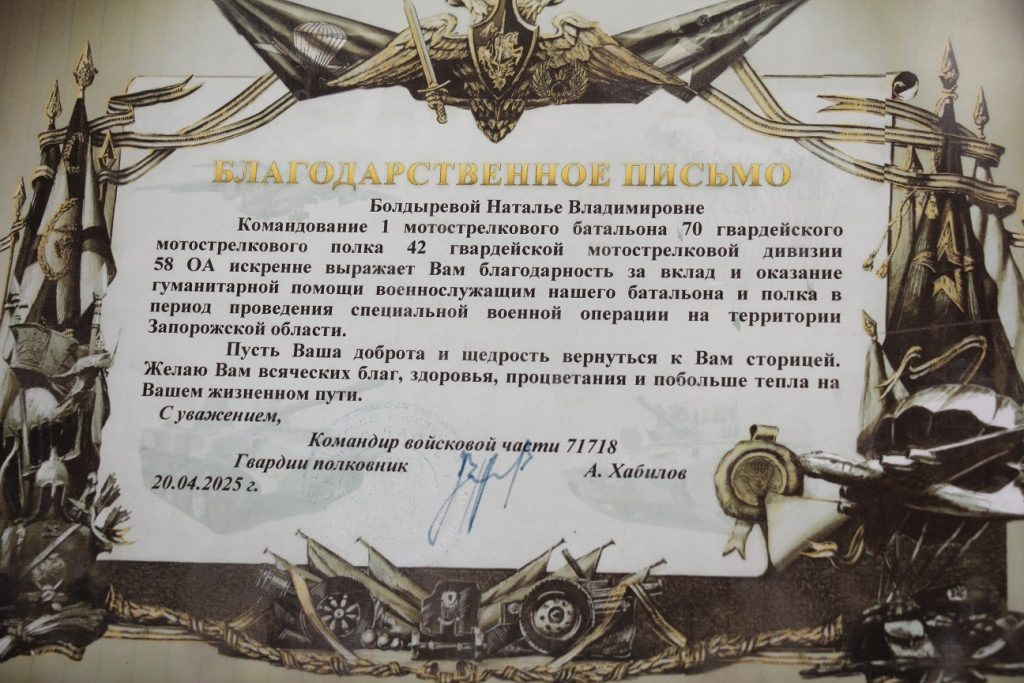 БЛАГОДАРСТВЕННОЕ ПИСЬМО
Болдыревой Наталье Владимировне
Командование 1 мотострелкового батальона 70 гвардейского
мотострелкового полка 42 гвардейской мотострелковой дивизии
58 ОА искренне выражает Вам благодарность за вклад и оказание
гуманитарной помощи военнослужащим нашего батальона и полка в
период проведения специальной военной операции на территории
Запорожской области.
Пусть Ваша доброта и щедрость вернуться к Вам сторицей.
Желаю Вам всяческих благ, здоровья, процветания и побольше тепла на
Вашем жизненном пути.
С уважением,
Командир войсковой части 71718
Гвардии полковник А. Хабилов
20.04.2025 г.